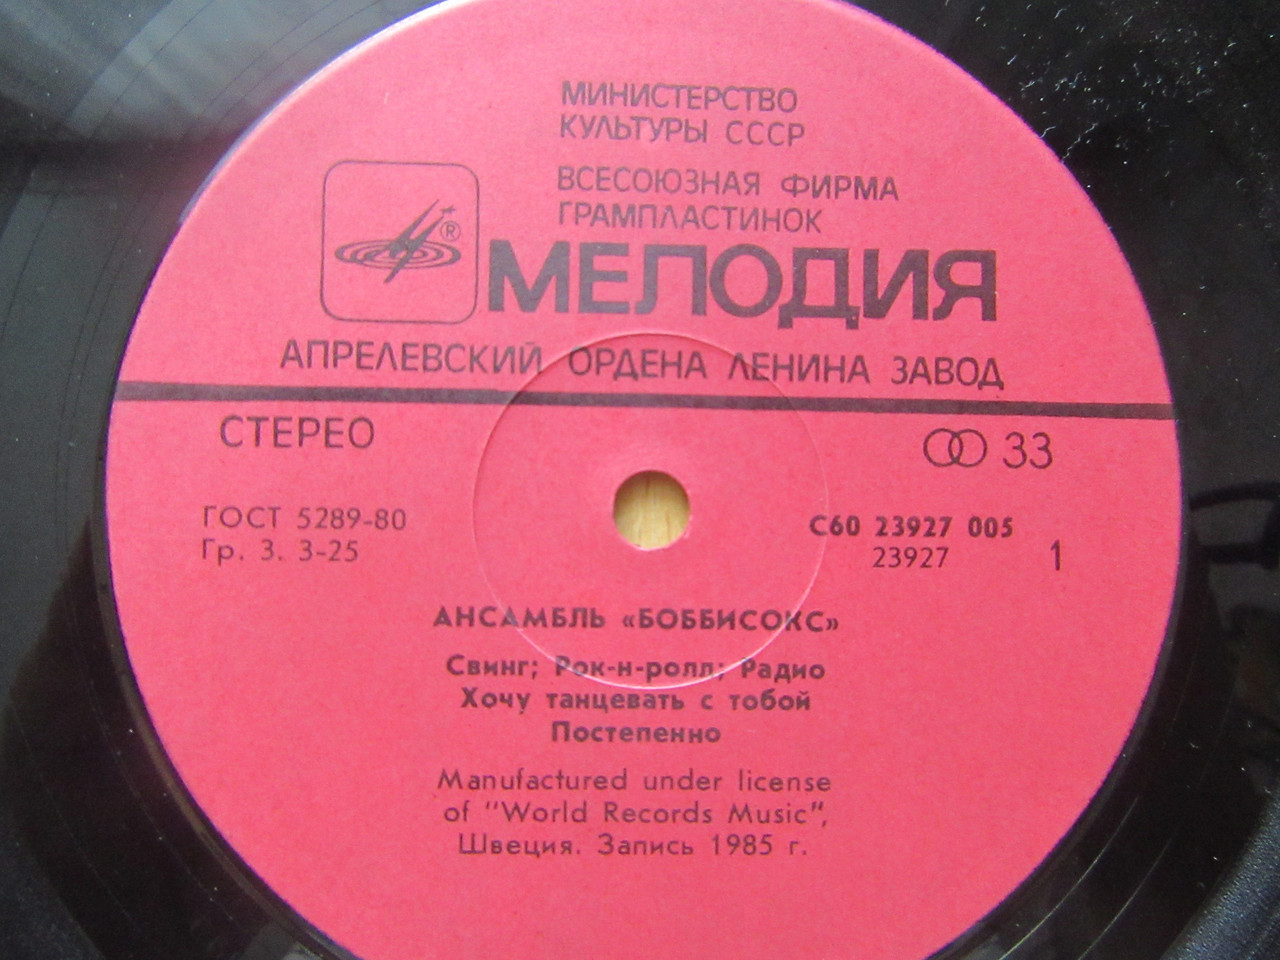 МИНИСТЕРСТВО
КУЛЬТУРЫ СССР
ВСЕСОЮЗНАЯ ФИРМА
ГРАМПЛАСТИНОК
®
МЕЛОДИЯ
АПРЕЛЕВСКИЙ ОРДЕНА ЛЕНИНА ЗАВОД
СТЕРЕО
33
ГОСТ 5289-80
Гр. 3. 3-25
С60 23927 005
23927
1
АНСАМБЛЬ «БОББИСОКС»
Свинг; Рок-н-ролл; Радио
Хочу танцевать с тобой
Постепенно
Manufactured under license
of "World Records Music",
Швеция. Запись 1985 г.